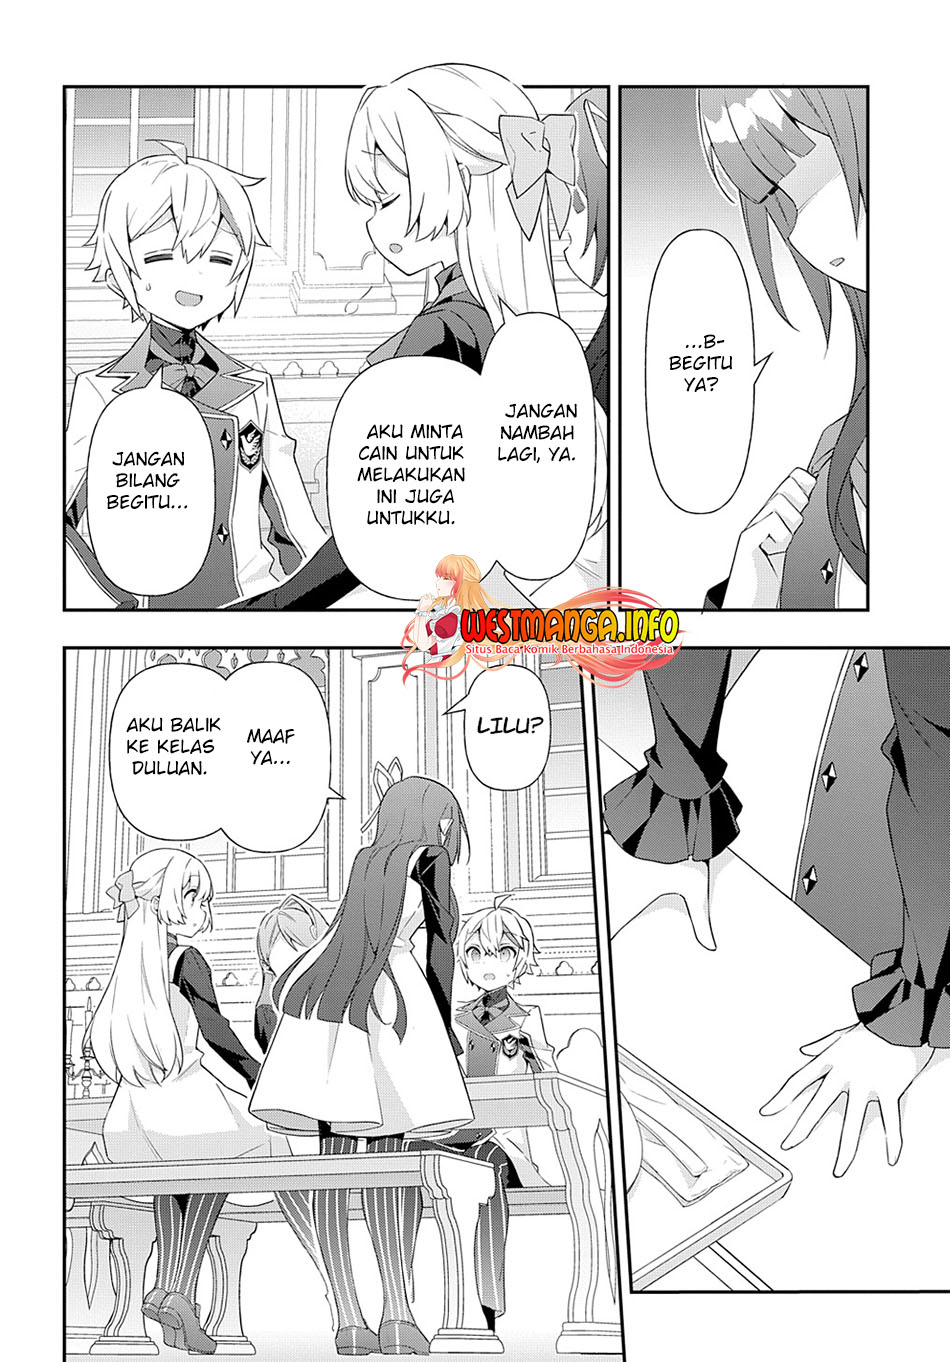 ...B-
BEGITU
YA?
JANGAN
NAMBAH
LAGI, YA.
AKU MINTA
CAIN UNTUK
MELAKUKAN
INI JUGA
UNTUKKU.
JANGAN
BILANG
BEGITU...
WESTMANGA.INFO
Situs Baca Komik Berbahasa Indonesia
LILU?
MAAF
YA...
AKU BALIK
KE KELAS
DULUAN.